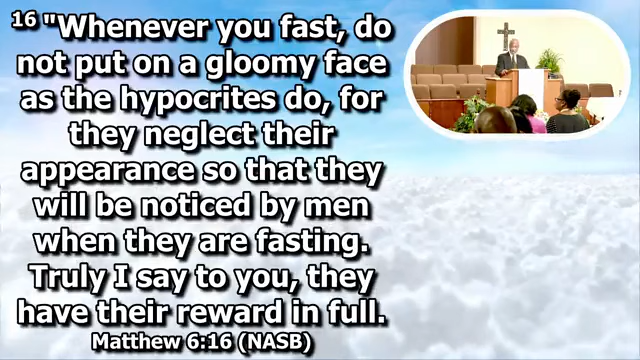 16 "Whenever you fast, do
not put on a gloomy face
as the hypocrites do, for
they neglect their
appearance so that they
will be noticed by men
when they are fasting.
Truly I say to you, they
have their reward in full.
Matthew 6:16 (NASB)